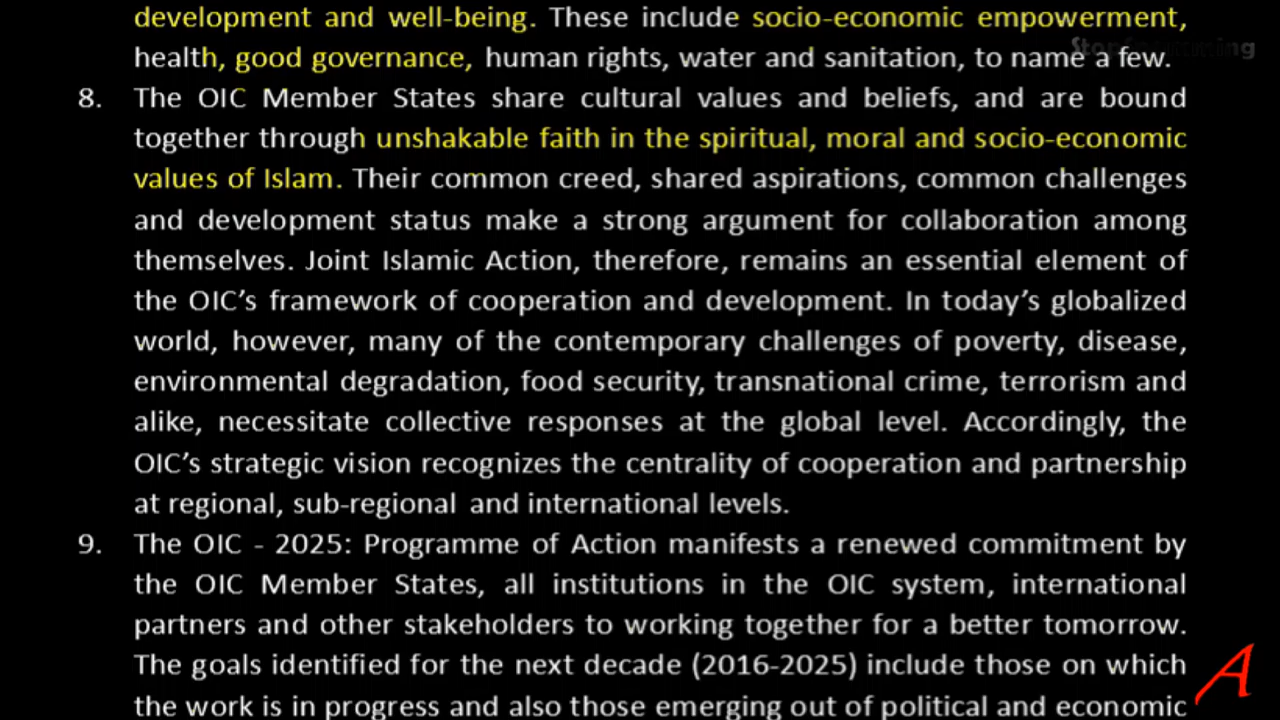 development and well-being. These include socio-economic empowerment,
health, good governance, human rights, water and sanitation, to name a few.
8. The OIC Member States share cultural values and beliefs, and are bound
together through unshakable faith in the spiritual, moral and socio-economic
values of Islam. Their common creed, shared aspirations, common challenges
and development status make a strong argument for collaboration among
themselves. Joint Islamic Action, therefore, remains an essential element of
the OIC’s framework of cooperation and development. In today’s globalized
world, however, many of the contemporary challenges of poverty, disease,
environmental degradation, food security, transnational crime, terrorism and
alike, necessitate collective responses at the global level. Accordingly, the
OIC’s strategic vision recognizes the centrality of cooperation and partnership
at regional, sub-regional and international levels.
9. The OIC - 2025: Programme of Action manifests a renewed commitment by
the OIC Member States, all institutions in the OIC system, international
partners and other stakeholders to working together for a better tomorrow.
The goals identified for the next decade (2016-2025) include those on which
the work is in progress and also those emerging out of political and economic
A